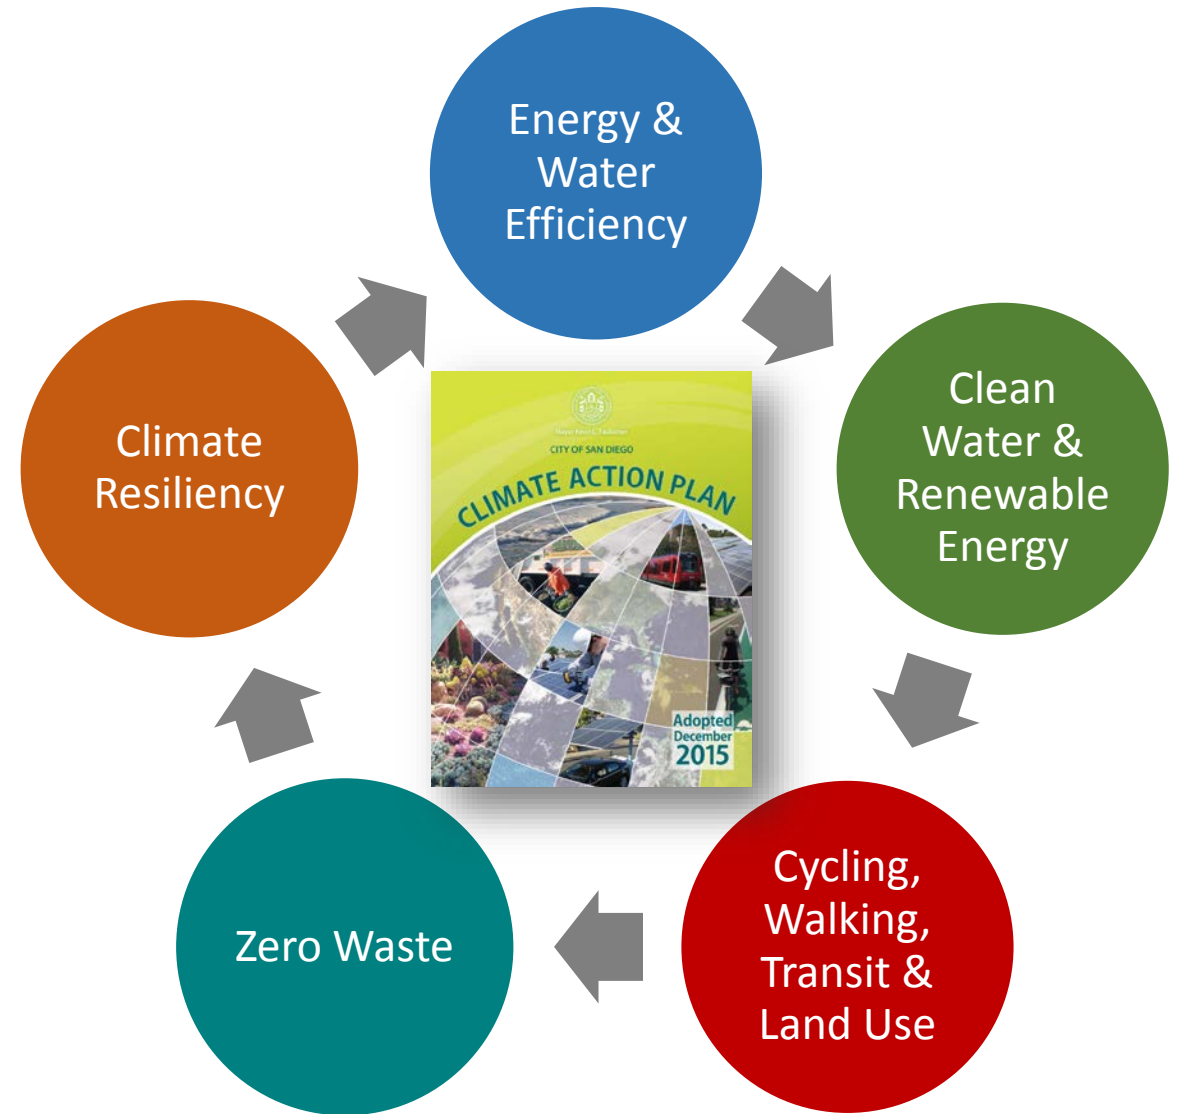 Energy &
Water
Efficiency
Clean
Water &
Renewable
Energy
Cycling,
Walking,
Transit &
Land Use
Zero Waste
Climate
Resiliency
CITY OF SAN DIEGO
CLIMATE ACTION PLAN
Adopted
December
2015